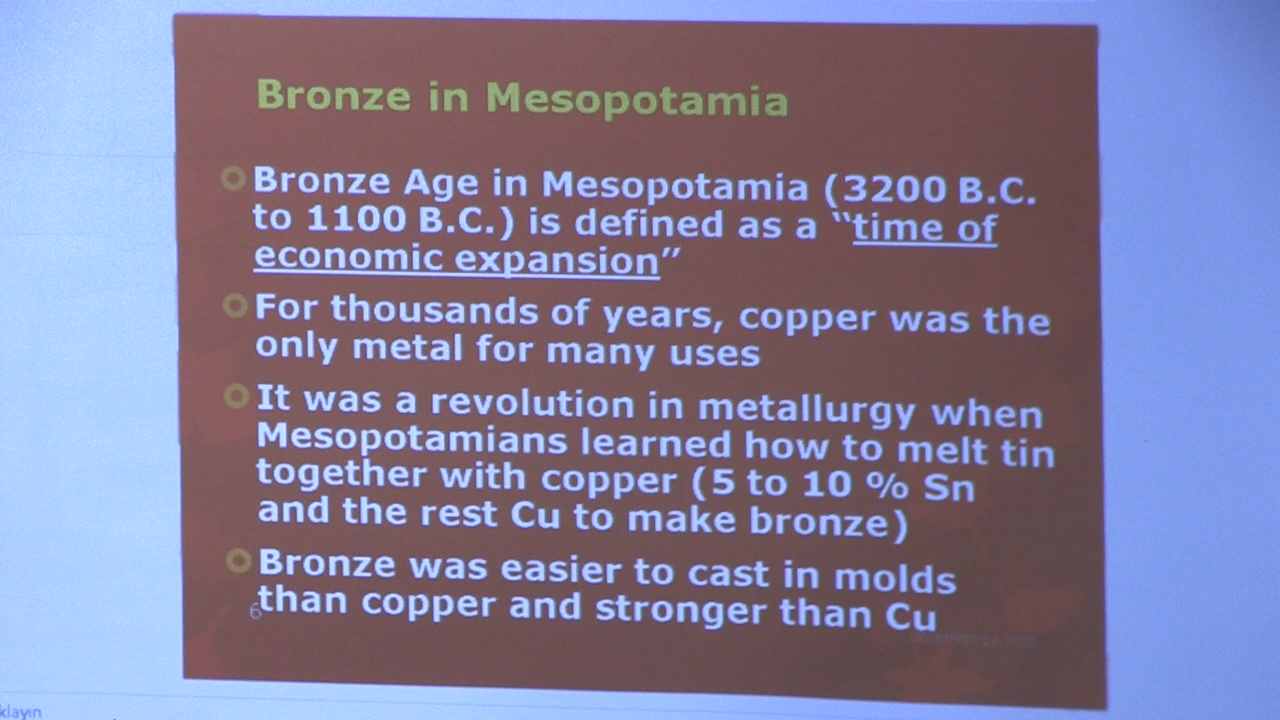 Bronze in Mesopotamia
Bronze Age in Mesopotamia (3200 B.C.
to 1100 B.C.) is defined as a “time of
economic expansion”
For thousands of years, copper was the
only metal for many uses
It was a revolution in metallurgy when
Mesopotamians learned how to melt tin
together with copper (5 to 10 % Sn
and the rest Cu to make bronze)
Bronze was easier to cast in molds
than copper and stronger than Cu
6
klayın